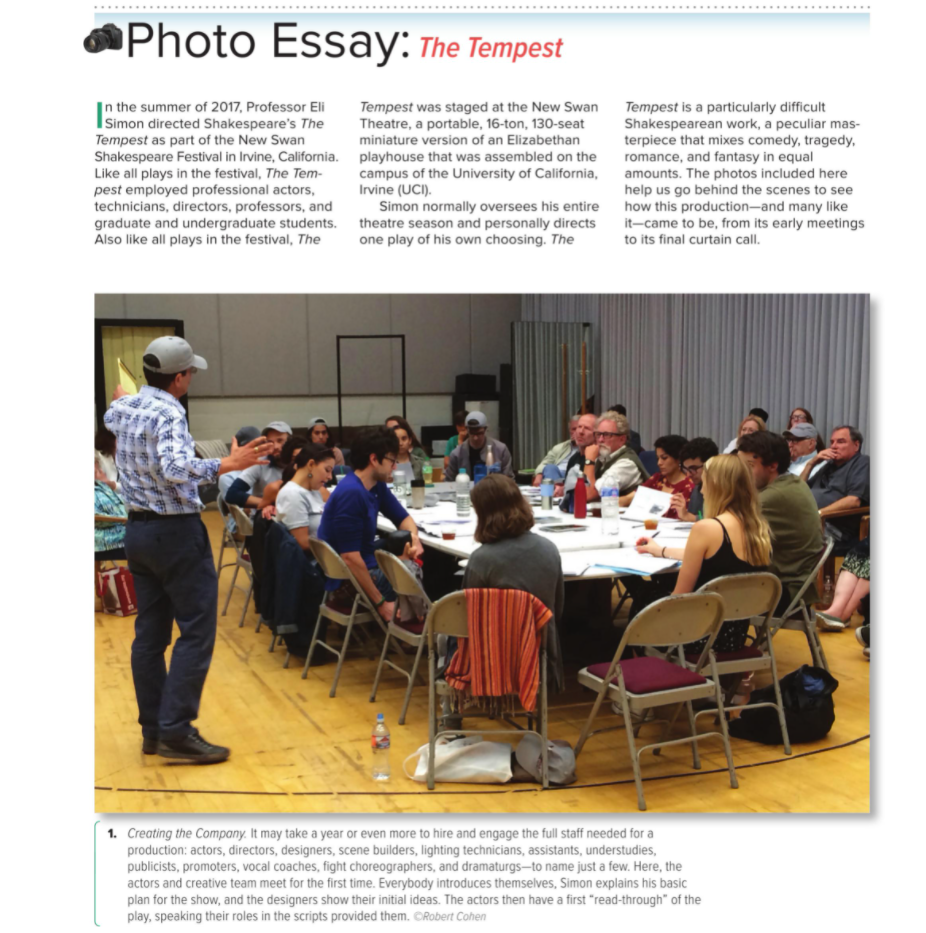 Photo Essay: The Tempest
In the summer of 2017, Professor Eli
Simon directed Shakespeare's The
Tempest as part of the New Swan
Shakespeare Festival in Irvine, California.
Like all plays in the festival, The Tem-
pest employed professional actors,
technicians, directors, professors, and
graduate and undergraduate students.
Also like all plays in the festival, The
Tempest was staged at the New Swan
Theatre, a portable, 16-ton, 130-seat
miniature version of an Elizabethan
playhouse that was assembled on the
campus of the University of California,
Irvine (UCI).
Simon normally oversees his entire
theatre season and personally directs
one play of his own choosing. The
Tempest is a particularly difficult
Shakespearean work, a peculiar mas-
terpiece that mixes comedy, tragedy,
romance, and fantasy in equal
amounts. The photos included here
help us go behind the scenes to see
how this production—and many like
it—came to be, from its early meetings
to its final curtain call.
1. Creating the Company. It may take a year or even more to hire and engage the full staff needed for a
production: actors, directors, designers, scene builders, lighting technicians, assistants, understudies,
publicists, promoters, vocal coaches, fight choreographers, and dramaturgs—to name just a few. Here, the
actors and creative team meet for the first time. Everybody introduces themselves, Simon explains his basic
plan for the show, and the designers show their initial ideas. The actors then have a first “read-through” of the
play, speaking their roles in the scripts provided them. ©Robert Cohen